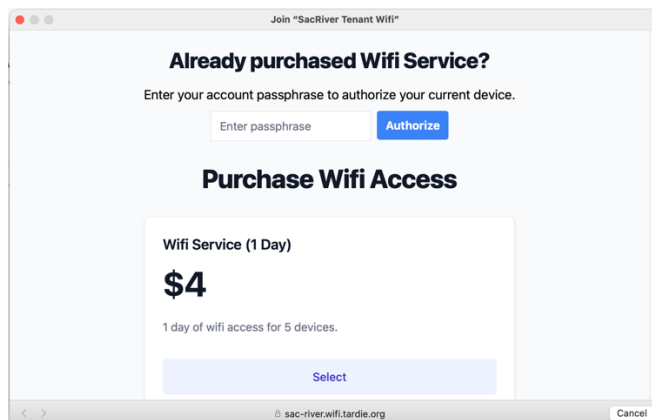 Join “SacRiver Tenant Wifi”
Already purchased Wifi Service?
Enter your account passphrase to authorize your current device.
Enter passphrase
Authorize
Purchase Wifi Access
Wifi Service (1 Day)
$4
1 day of wifi access for 5 devices.
Select
sac-river.wifi.tardie.org
Cancel